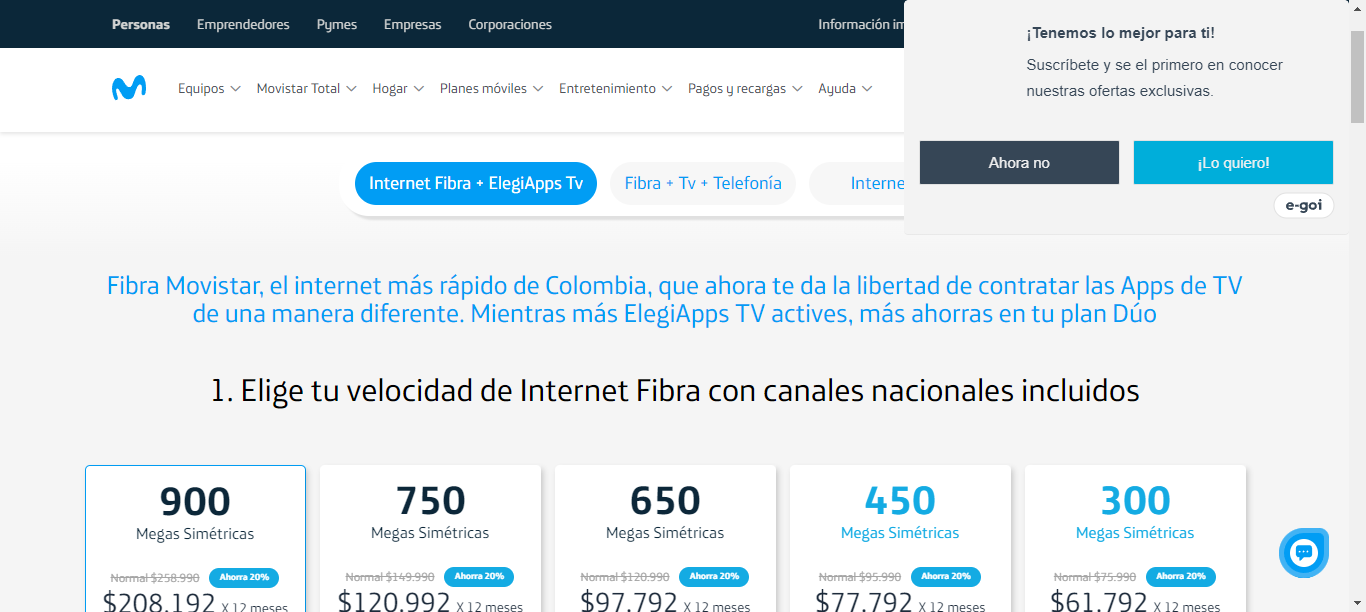 Personas Emprendedores Pymes Empresas Corporaciones Información im
¡Tenemos lo mejor para ti!
Suscríbete y se el primero en conocer
nuestras ofertas exclusivas.
Ahora no ¡Lo quiero!
e-goi
Equipos Movistar Total Hogar Planes móviles Entretenimiento Pagos y recargas Ayuda
Internet Fibra + ElegiApps Tv Fibra + Tv + Telefonía Interne
Fibra Movistar, el internet más rápido de Colombia, que ahora te da la libertad de contratar las Apps de TV
de una manera diferente. Mientras más ElegiApps TV actives, más ahorras en tu plan Dúo
1. Elige tu velocidad de Internet Fibra con canales nacionales incluidos
900
Megas Simétricas
Normal $258.990 Ahorra 20%
$208.192 X 12 meses
750
Megas Simétricas
Normal $149.990 Ahorra 20%
$120.992 X 12 meses
650
Megas Simétricas
Normal $120.990 Ahorra 20%
$97.792 X 12 meses
450
Megas Simétricas
Normal $95.990 Ahorra 20%
$77.792 X 12 meses
300
Megas Simétricas
Normal $75.990 Ahorra 20%
$61.792 X 12 meses